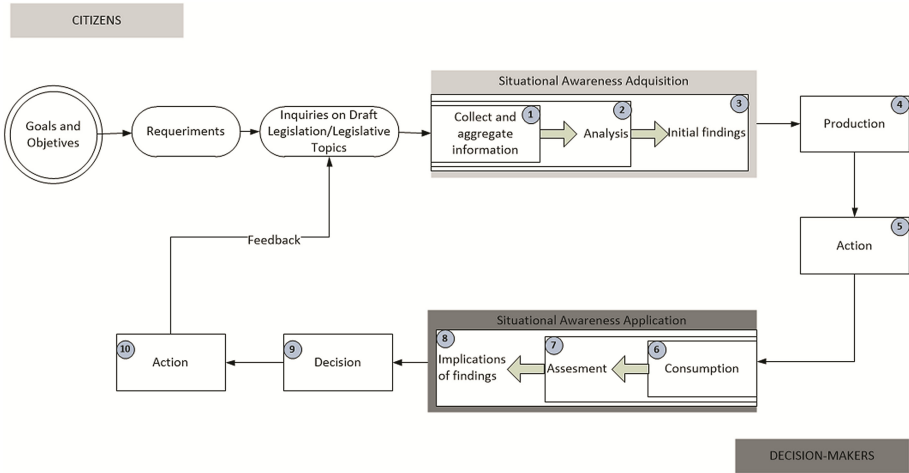 CITIZENS
Situational Awareness Adquisition
Goals and
Objetives
Requeriments
Inquiries on Draft
Legislation/Legislative
Topics
1
Collect and
aggregate
information
2
Analysis
3
Initial findings
4
Production
5
Action
Feedback
Situational Awareness Application
10
Action
9
Decision
8
Implications
of findings
7
Assesment
6
Consumption
DECISION-MAKERS